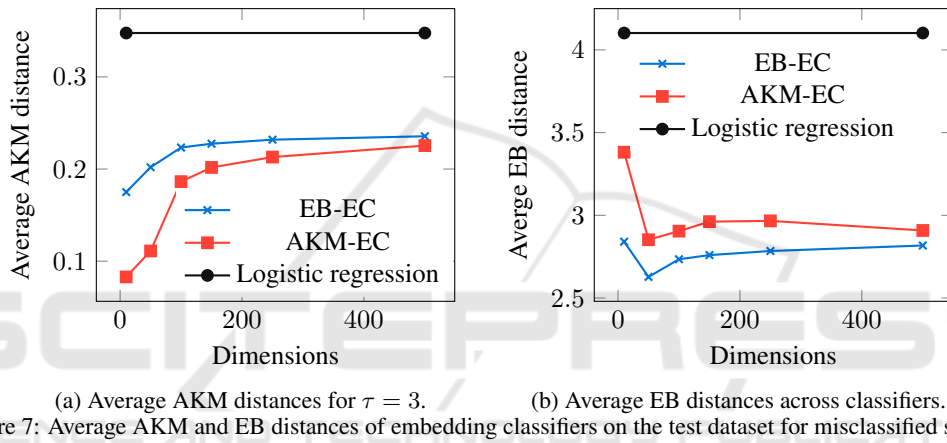 0.3
0.2
0.1
Average AKM distance
EB-EC
AKM-EC
Logistic regression
0 200 400
Dimensions
(a) Average AKM distances for τ = 3.
4
3.5
3
2.5
Averge EB distance
EB-EC
AKM-EC
Logistic regression
0 200 400
Dimensions
(b) Average EB distances across classifiers.
re 7: Average AKM and EB distances of embedding classifiers on the test dataset for misclassified